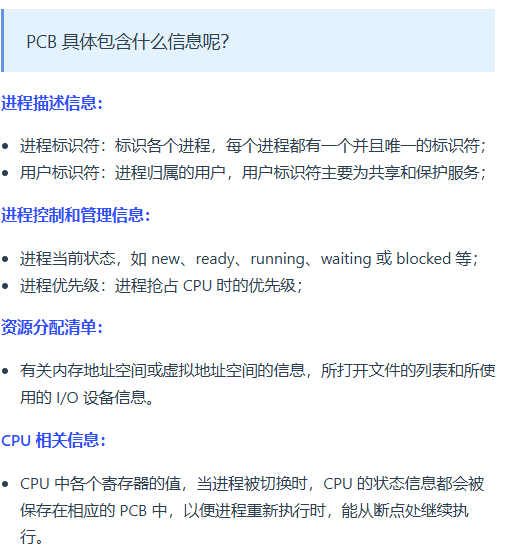 PCB 具体包含什么信息呢？
进程描述信息：
进程标识符：标识各个进程，每个进程都有一个并且唯一的标识符；
用户标识符：进程归属的用户，用户标识符主要为共享和保护服务；
进程控制和管理信息：
进程当前状态，如 new、ready、running、waiting 或 blocked 等；
进程优先级：进程抢占 CPU 时的优先级；
资源分配清单：
有关内存地址空间或虚拟地址空间的信息，所打开文件的列表和所使
用的 I/O 设备信息。
CPU 相关信息：
CPU 中各个寄存器的值，当进程被切换时，CPU 的状态信息都会被
保存在相应的 PCB 中，以便进程重新执行时，能从断点处继续执
行。